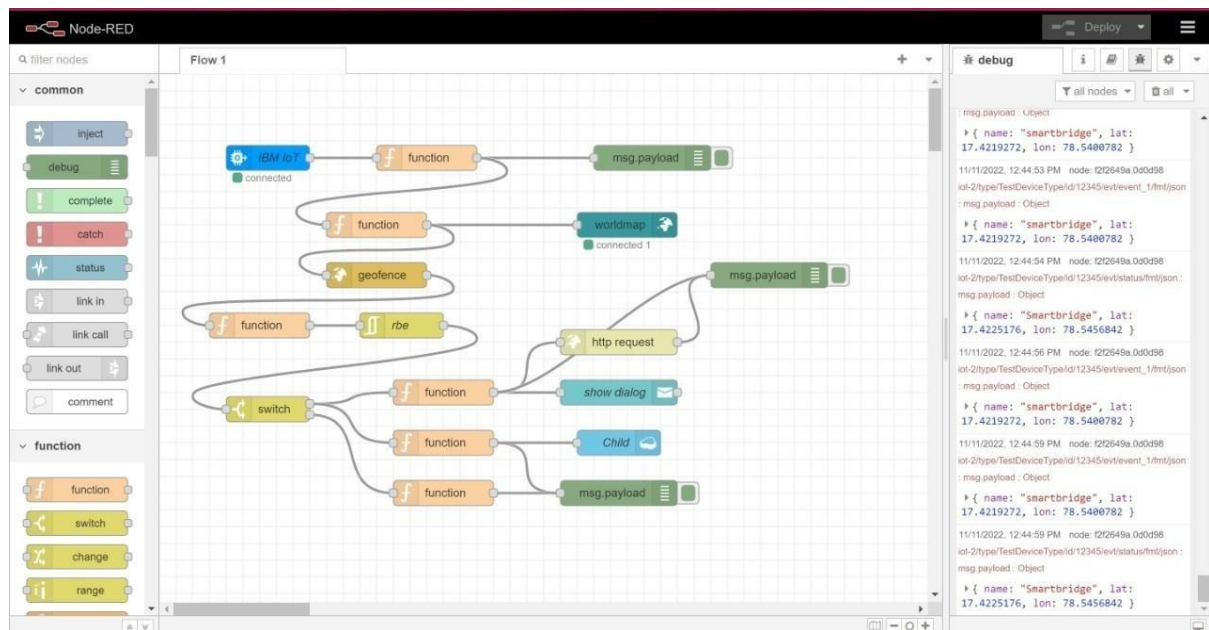 Node-RED
Deploy
filter nodes
Flow 1
debug
i
common
all nodes
all
inject
debug
complete
catch
status
link in
link call
link out
comment
function
function
switch
change
range
IBM IoT
connected
function
msg.payload
function
worldmap
connected 1
geofence
msg.payload
function
rbe
http request
switch
function
show dialog
function
Child
function
msg.payload
msg.payload : Object
{ name: "smartbridge", lat:
17.4219272, lon: 78.5400782 }
11/11/2022, 12:44:53 PM node: f2f2649a.0d0d98
iot-2/type/TestDeviceType/id/12345/evt/event_1/fmt/json
: msg.payload : Object
{ name: "smartbridge", lat:
17.4219272, lon: 78.5400782 }
11/11/2022, 12:44:54 PM node: f2f2649a.0d0d98
iot-2/type/TestDeviceType/id/12345/evt/status/fmt/json :
msg.payload : Object
{ name: "Smartbridge", lat:
17.4225176, lon: 78.5456842 }
11/11/2022, 12:44:56 PM node: f2f2649a.0d0d98
iot-2/type/TestDeviceType/id/12345/evt/event_1/fmt/json
: msg.payload : Object
{ name: "smartbridge", lat:
17.4219272, lon: 78.5400782 }
11/11/2022, 12:44:59 PM node: f2f2649a.0d0d98
iot-2/type/TestDeviceType/id/12345/evt/event_1/fmt/json
: msg.payload : Object
{ name: "smartbridge", lat:
17.4219272, lon: 78.5400782 }
11/11/2022, 12:44:59 PM node: f2f2649a.0d0d98
iot-2/type/TestDeviceType/id/12345/evt/status/fmt/json :
msg.payload : Object
{ name: "Smartbridge", lat:
17.4225176, lon: 78.5456842 }